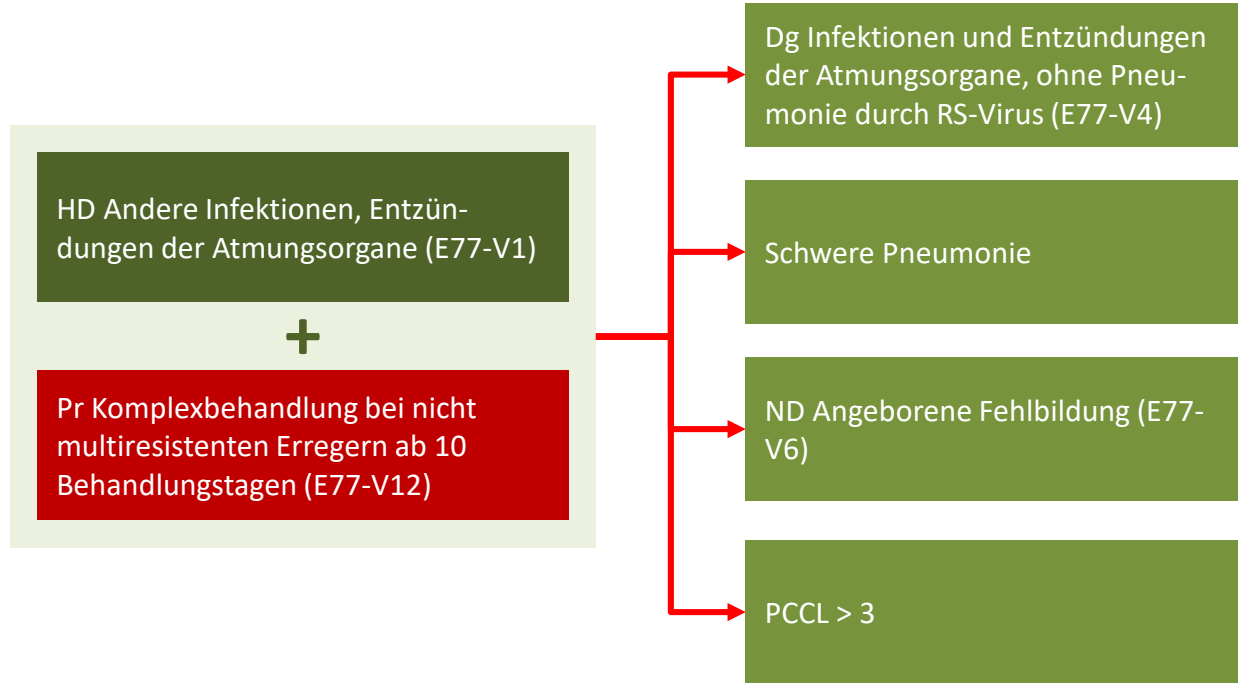 HD Andere Infektionen, Entzün-
dungen der Atmungsorgane (E77-V1)
+
Pr Komplexbehandlung bei nicht
multiresistenten Erregern ab 10
Behandlungstagen (E77-V12)
Dg Infektionen und Entzündungen
der Atmungsorgane, ohne Pneu-
monie durch RS-Virus (E77-V4)
Schwere Pneumonie
ND Angeborene Fehlbildung (E77-
V6)
PCCL > 3